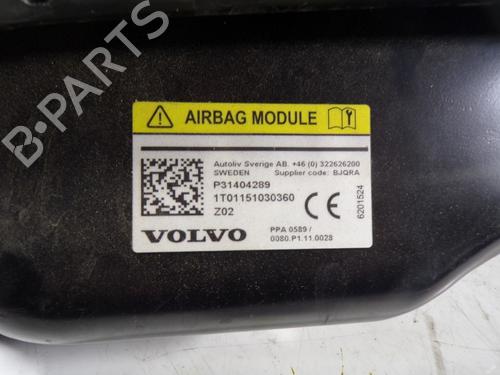 AIRBAG MODULE
Autoliv Sverige AB. +46 (0) 322626200
SWEDEN Supplier code: BJQRA
P31404289
1T01151030360
Z02
CE
6201524
VOLVO
PPA 0589 /
0080.P1.11.0028
B-PARTS